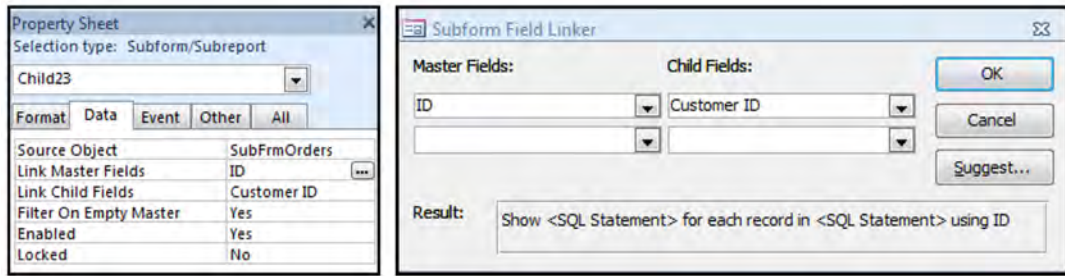 Property Sheet
Selection type: Subform/Subreport
Child23
Format Data Event Other All
Source Object SubFrmOrders
Link Master Fields ID ...
Link Child Fields Customer ID
Filter On Empty Master Yes
Enabled Yes
Locked No
Subform Field Linker
Master Fields: Child Fields:
OK
ID Customer ID
Cancel
Suggest...
Result: Show <SQL Statement> for each record in <SQL Statement> using ID